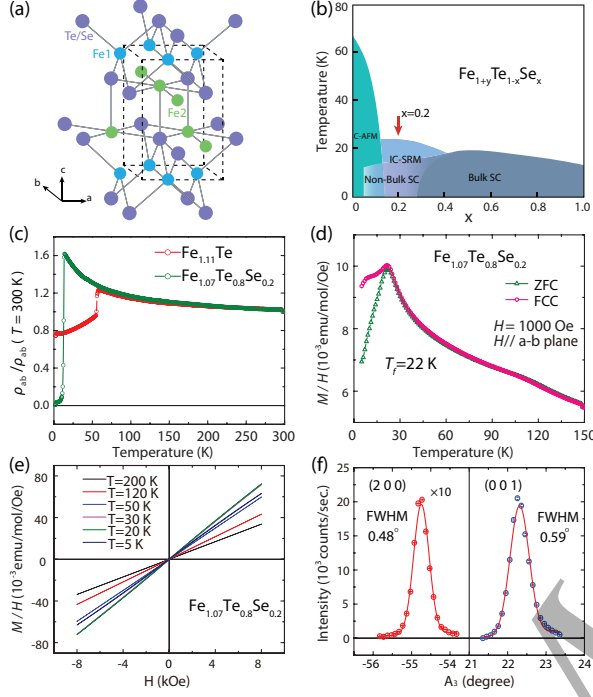 (a)
Te/Se
Fe1
Fe2
c
b
a
(b)
Temperature (K)
80
60
40
20
0
Fe1+yTe1-xSex
x=0.2
C-AFM
IC-SRM
Non-Bulk SC
Bulk SC
0 0.2 0.4 0.6 0.8 1.0
X
(c)
ρab/ρab ( T = 300 K )
1.6
1.2
0.8
0.4
0.0
Fe1.11Te
Fe1.07Te0.8Se0.2
0 50 100 150 200 250 300
Temperature (K)
(d)
M / H (10-3emu/mol/Oe)
10
8
6
Fe1.07Te0.8Se0.2
ZFC
FCC
H = 1000 Oe
H// a-b plane
Tf=22 K
0 30 60 90 120 150
Temperature (K)
(e)
M / H (10-3emu/mol/Oe)
80
40
0
-40
-80
T=200 K
T=120 K
T=50 K
T=30 K
T=20 K
T=5 K
Fe1.07Te0.8Se0.2
-8 -4 0 4 8
H (kOe)
(f)
Intensity (103 counts/sec.)
25
20
15
10
5
0
(2 0 0)
×10
FWHM
0.48°
(0 0 1)
FWHM
0.59°
-56 -55 -54 21 22 23 24
A3 (degree)